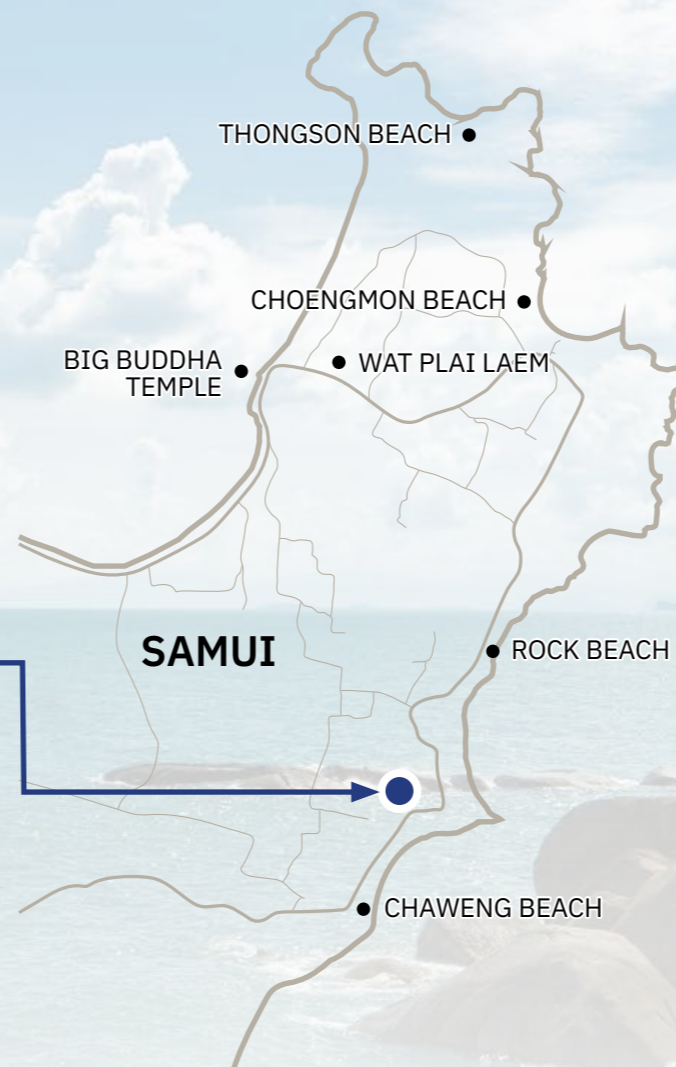 THONGSON BEACH
CHOENGMON BEACH
BIG BUDDHA
TEMPLE
WAT PLAI LAEM
SAMUI
ROCK BEACH
CHAWENG BEACH